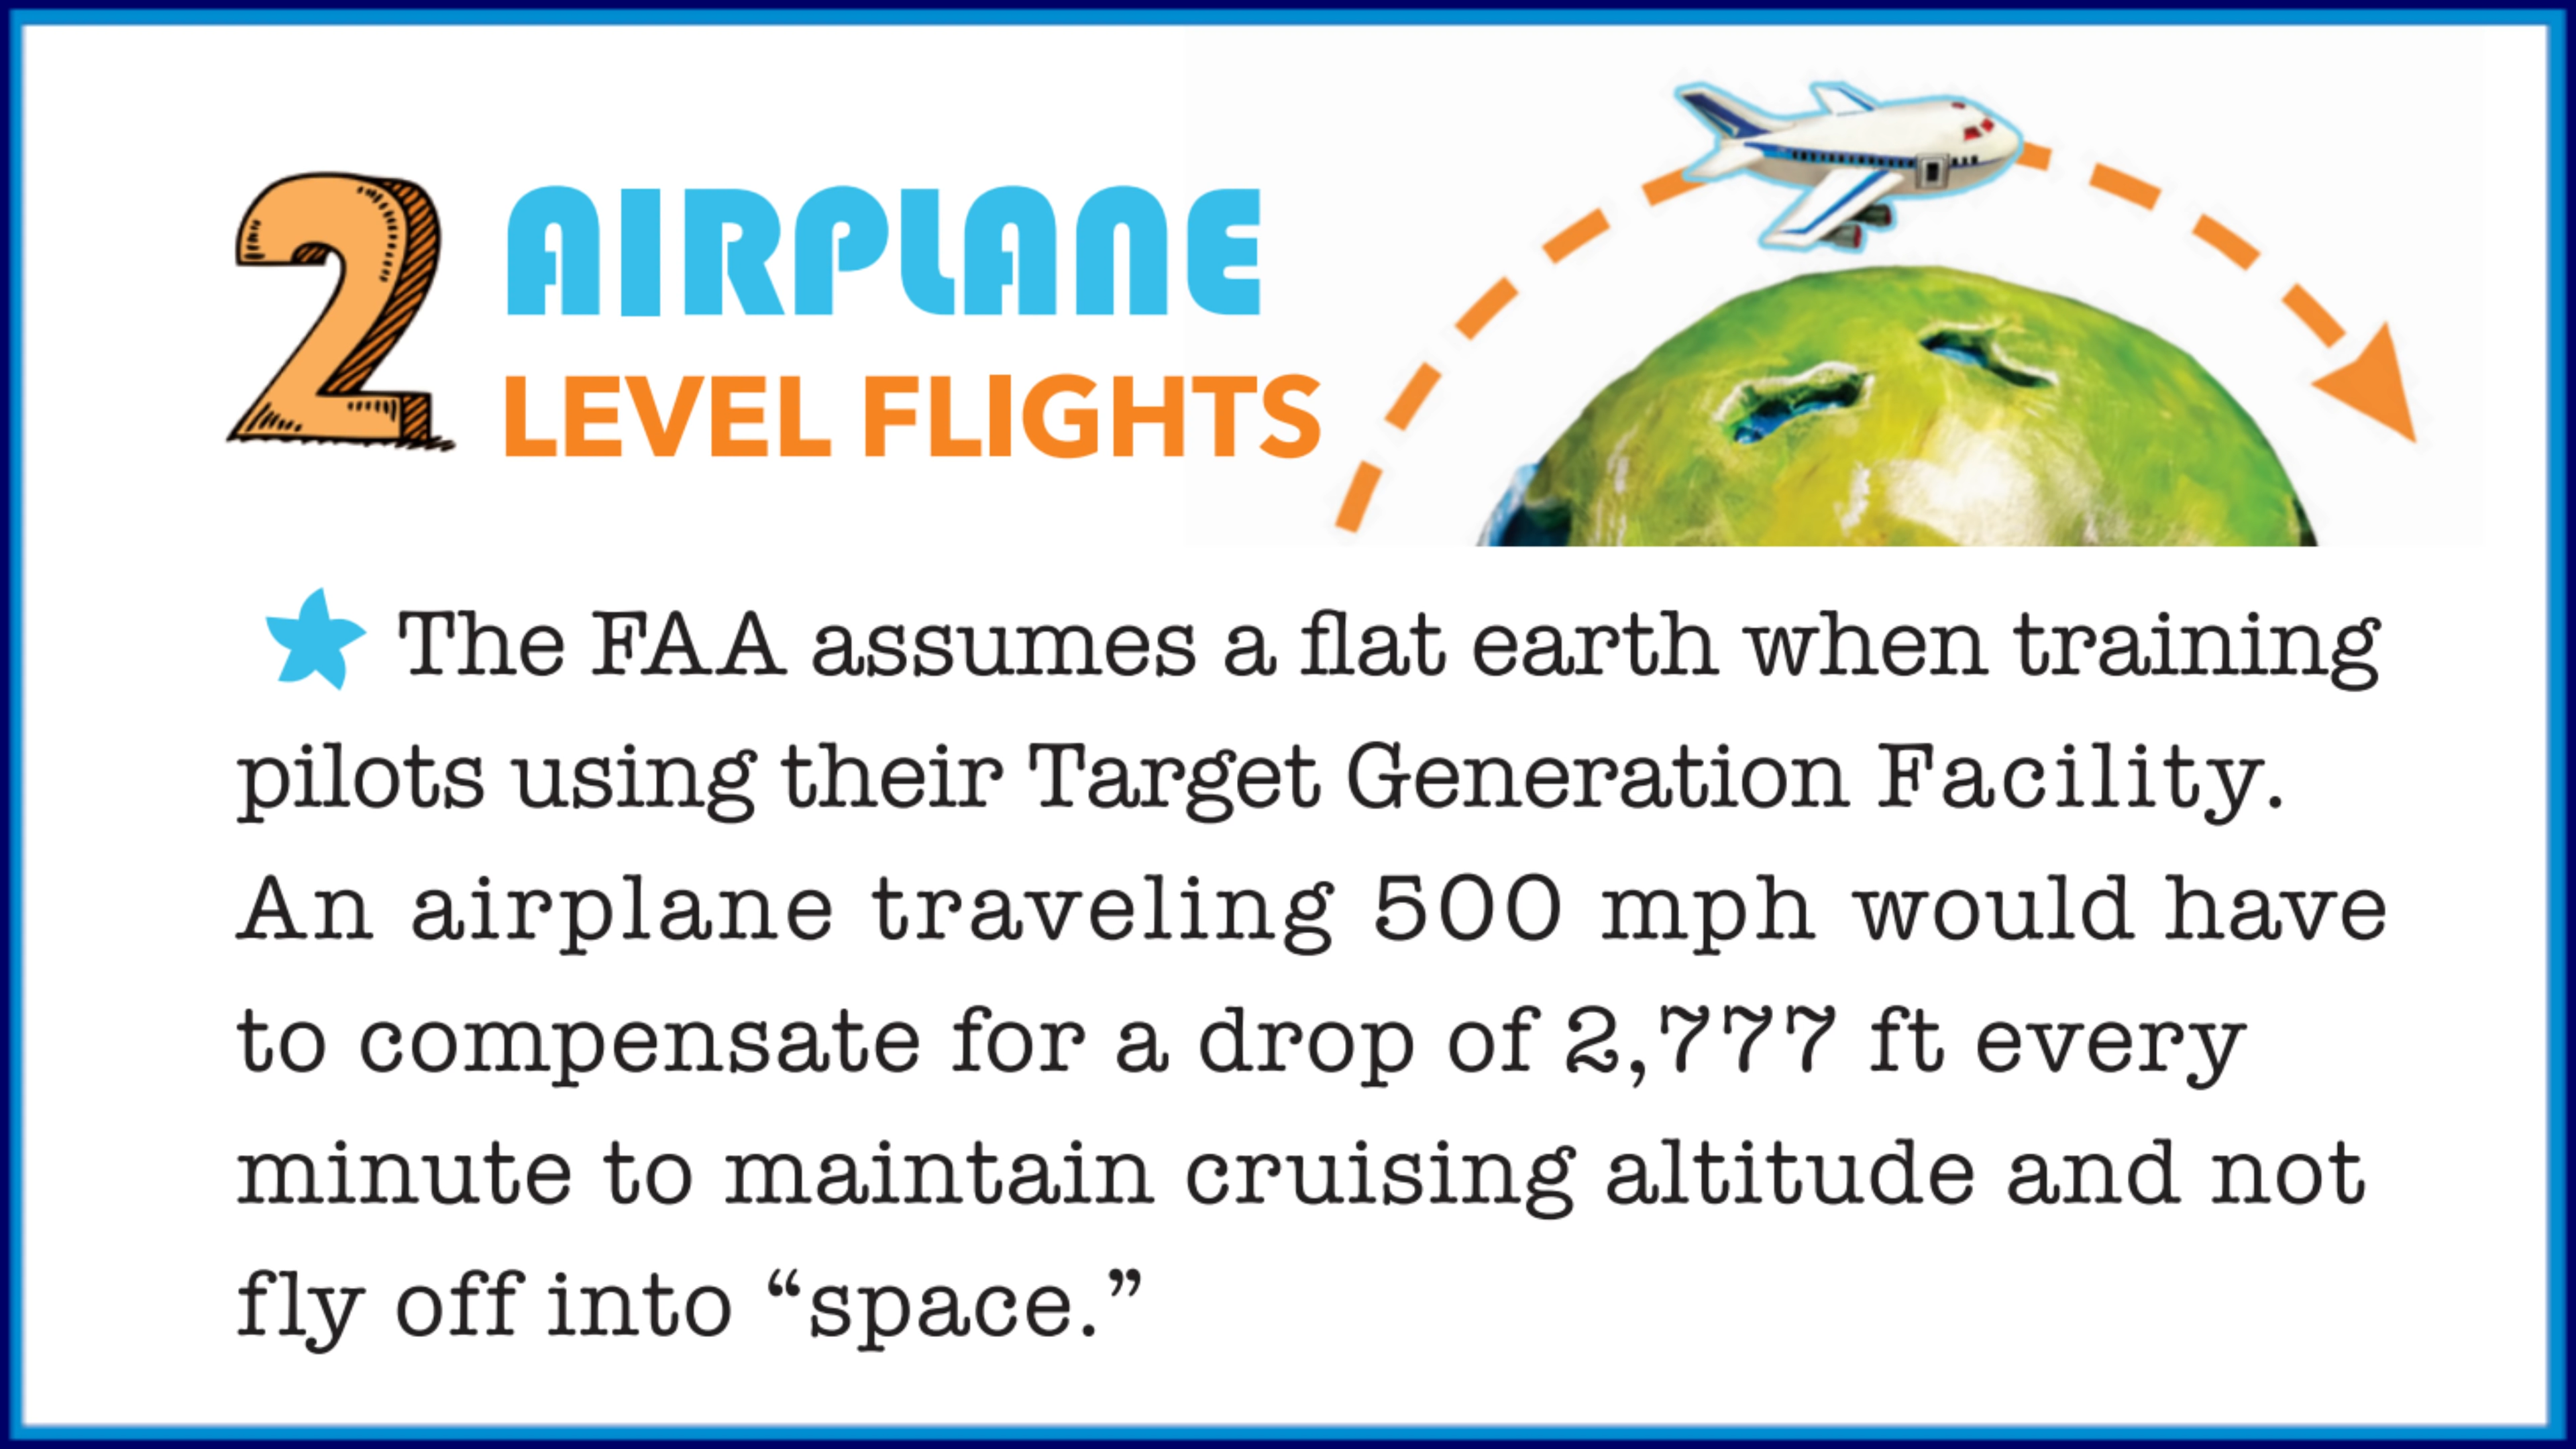 2
AIRPLANE
LEVEL FLIGHTS
The FAA assumes a flat earth when training
pilots using their Target Generation Facility.
An airplane traveling 500 mph would have
to compensate for a drop of 2,777 ft every
minute to maintain cruising altitude and not
fly off into “space.”